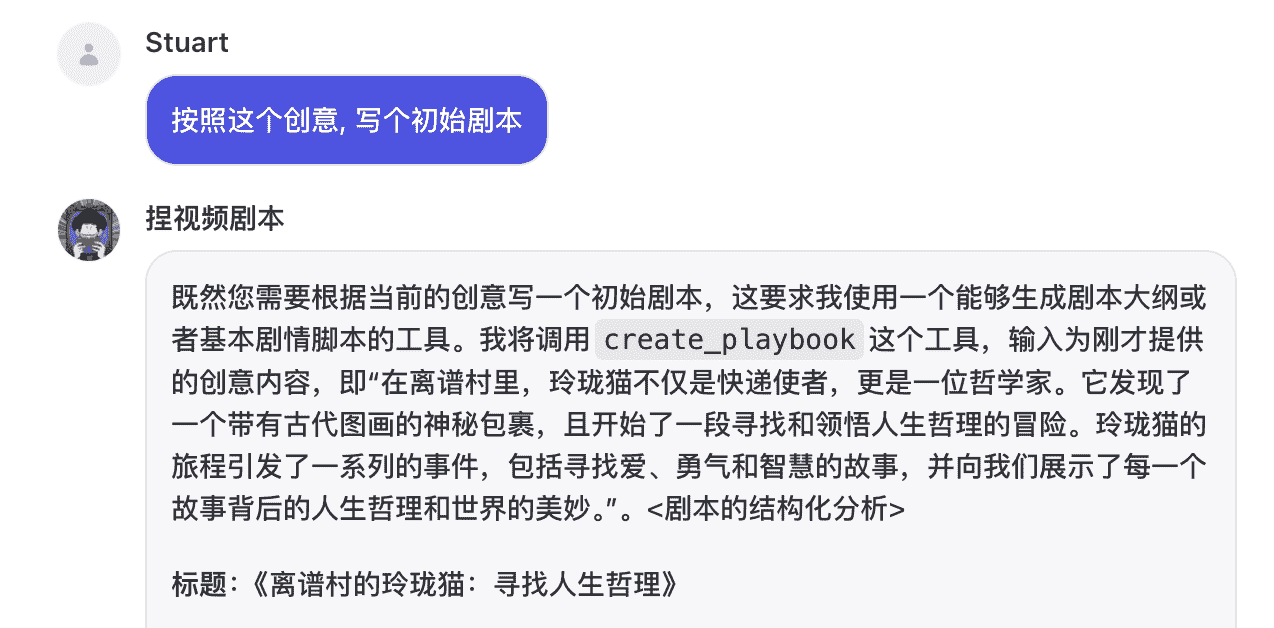 Stuart
按照这个创意, 写个初始剧本
捏视频剧本
既然您需要根据当前的创意写一个初始剧本，这要求我使用一个能够生成剧本大纲或
者基本剧情脚本的工具。我将调用 create_playbook 这个工具，输入为刚才提供
的创意内容，即“在离谱村里，玲珑猫不仅是快递使者，更是一位哲学家。它发现了
一个带有古代图画的神秘包裹，且开始了一段寻找和领悟人生哲理的冒险。玲珑猫的
旅程引发了一系列的事件，包括寻找爱、勇气和智慧的故事，并向我们展示了每一个
故事背后的人生哲理和世界的美妙。”。<剧本的结构化分析>
标题：《离谱村的玲珑猫：寻找人生哲理》